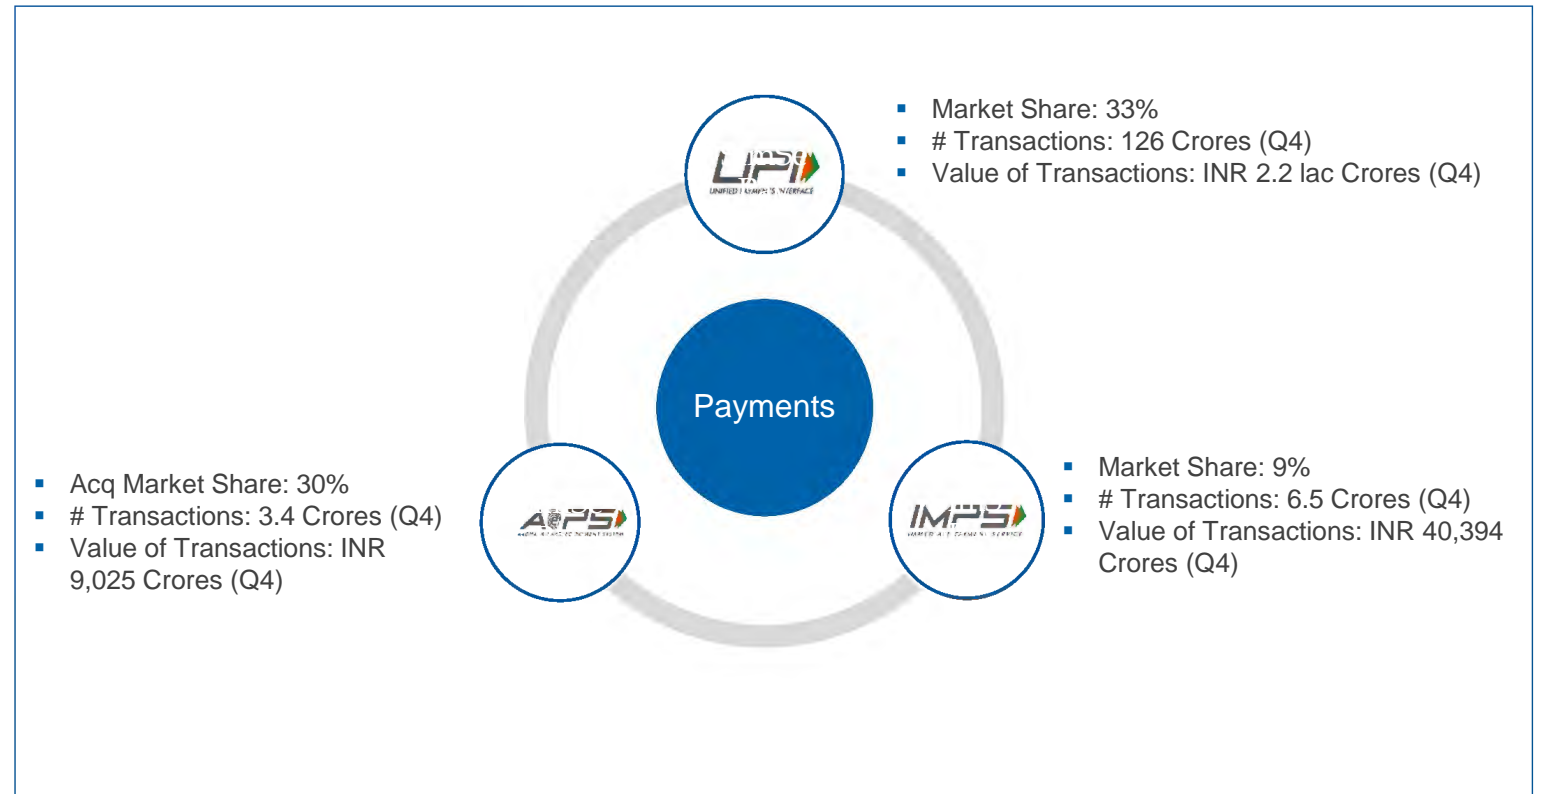 Market Share: 33%
# Transactions: 126 Crores (Q4)
Value of Transactions: INR 2.2 lac Crores (Q4)
UPI
Payments
Acq Market Share: 30%
# Transactions: 3.4 Crores (Q4)
Value of Transactions: INR
9,025 Crores (Q4)
IMPS
Market Share: 9%
# Transactions: 6.5 Crores (Q4)
Value of Transactions: INR 40,394
Crores (Q4)